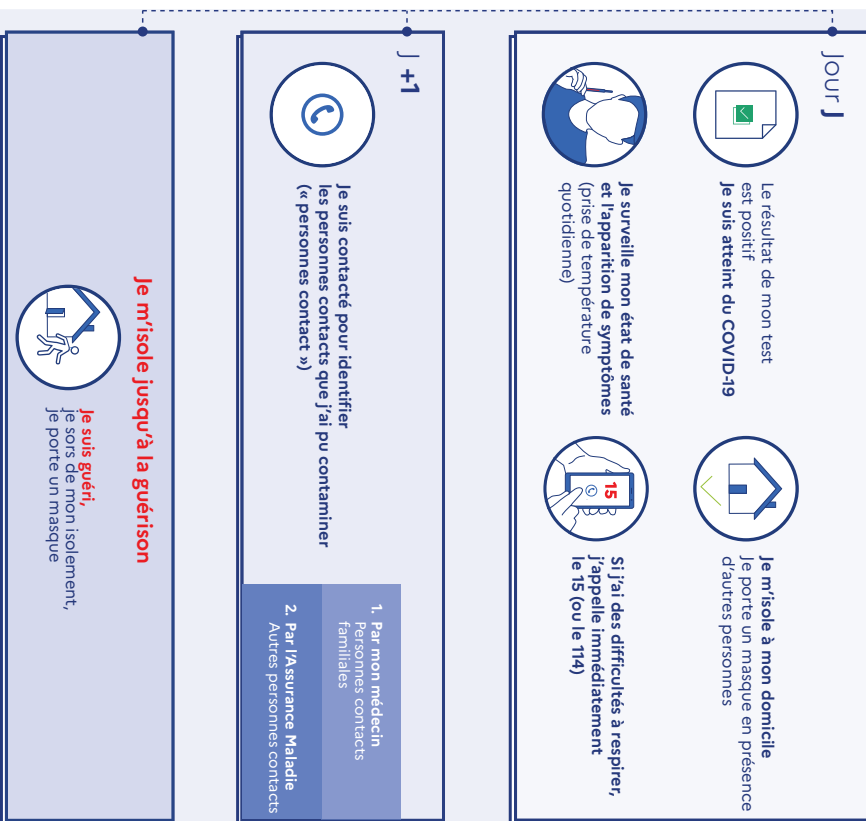 Jour J
Le résultat de mon test
est positif
Je suis atteint du COVID-19
Je m'isole à mon domicile
Je porte un masque en présence
d'autres personnes
Je surveille mon état de santé
et l'apparition de symptômes
(prise de température
quotidienne)
15
Si j'ai des difficultés à respirer,
j'appelle immédiatement
le 15 (ou le 114)
J +1
Je suis contacté pour identifier
les personnes contacts que j'ai pu contaminer
(« personnes contact »)
1. Par mon médecin
Personnes contacts
familiales
2. Par l'Assurance Maladie
Autres personnes contacts
Je m'isole jusqu'à la guérison
Je suis guéri,
je sors de mon isolement,
je porte un masque